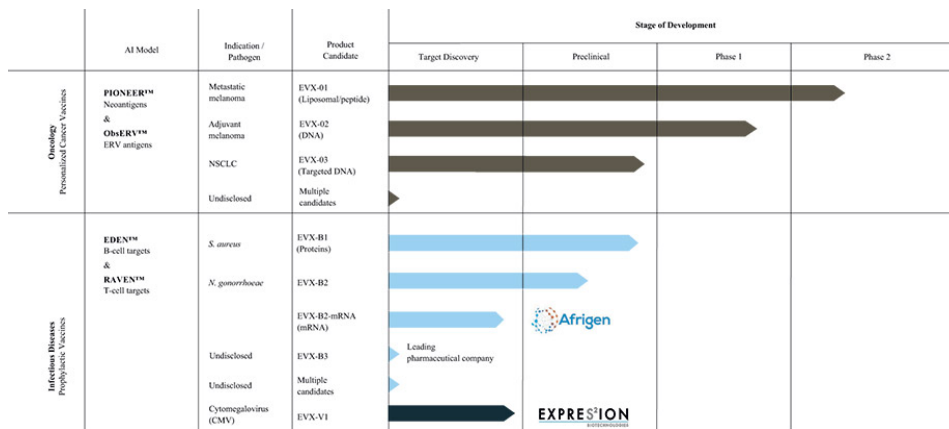 Stage of Development
AI Model
Indication /
Pathogen
Product
Candidate
Target Discovery
Preclinical
Phase 1
Phase 2
Oncology
Personalized Cancer Vaccines
PIONEER™
Neoantigens
&
ObsERV™
ERV antigens
Metastatic
melanoma
EVX-01
(Liposomal/peptide)
Adjuvant
melanoma
EVX-02
(DNA)
NSCLC
EVX-03
(Targeted DNA)
Undisclosed
Multiple
candidates
Infectious Diseases
Prophylactic Vaccines
EDEN™
B-cell targets
&
RAVEN™
T-cell targets
S. aureus
EVX-B1
(Proteins)
N. gonorrhoeae
EVX-B2
EVX-B2-mRNA
(mRNA)
Afrigen
Undisclosed
EVX-B3
Leading
pharmaceutical company
Undisclosed
Multiple
candidates
Cytomegalovirus
(CMV)
EVX-V1
EXPRES²ION
BIOTECHNOLOGIES